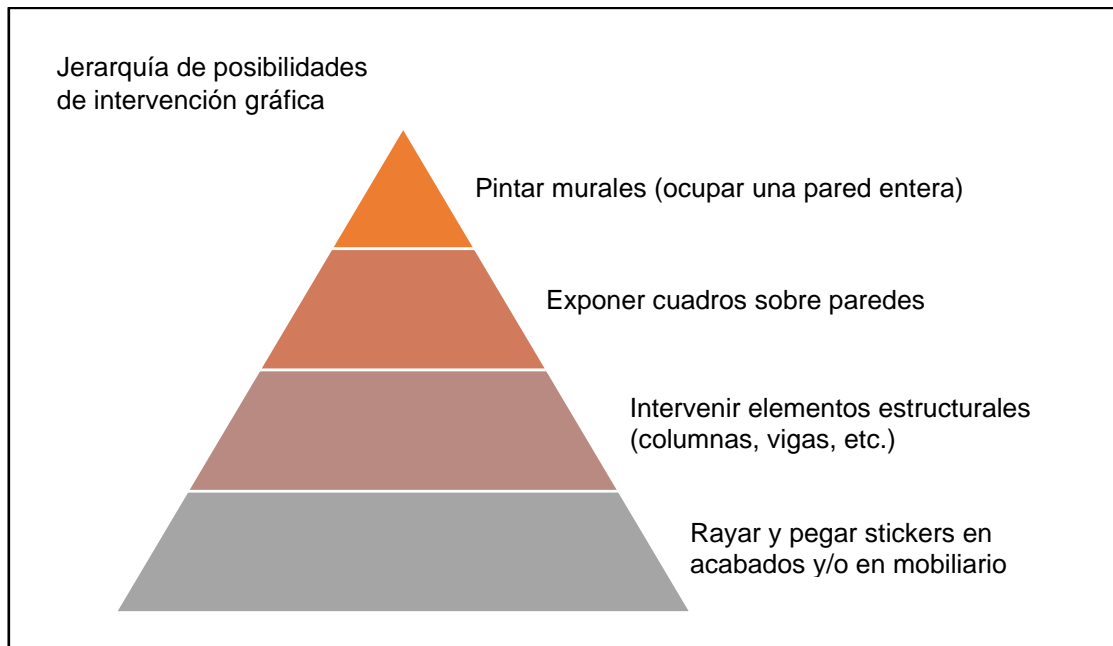 Jerarquía de posibilidades
de intervención gráfica
Pintar murales (ocupar una pared entera)
Exponer cuadros sobre paredes
Intervenir elementos estructurales
(columnas, vigas, etc.)
Rayar y pegar stickers en
acabados y/o en mobiliario